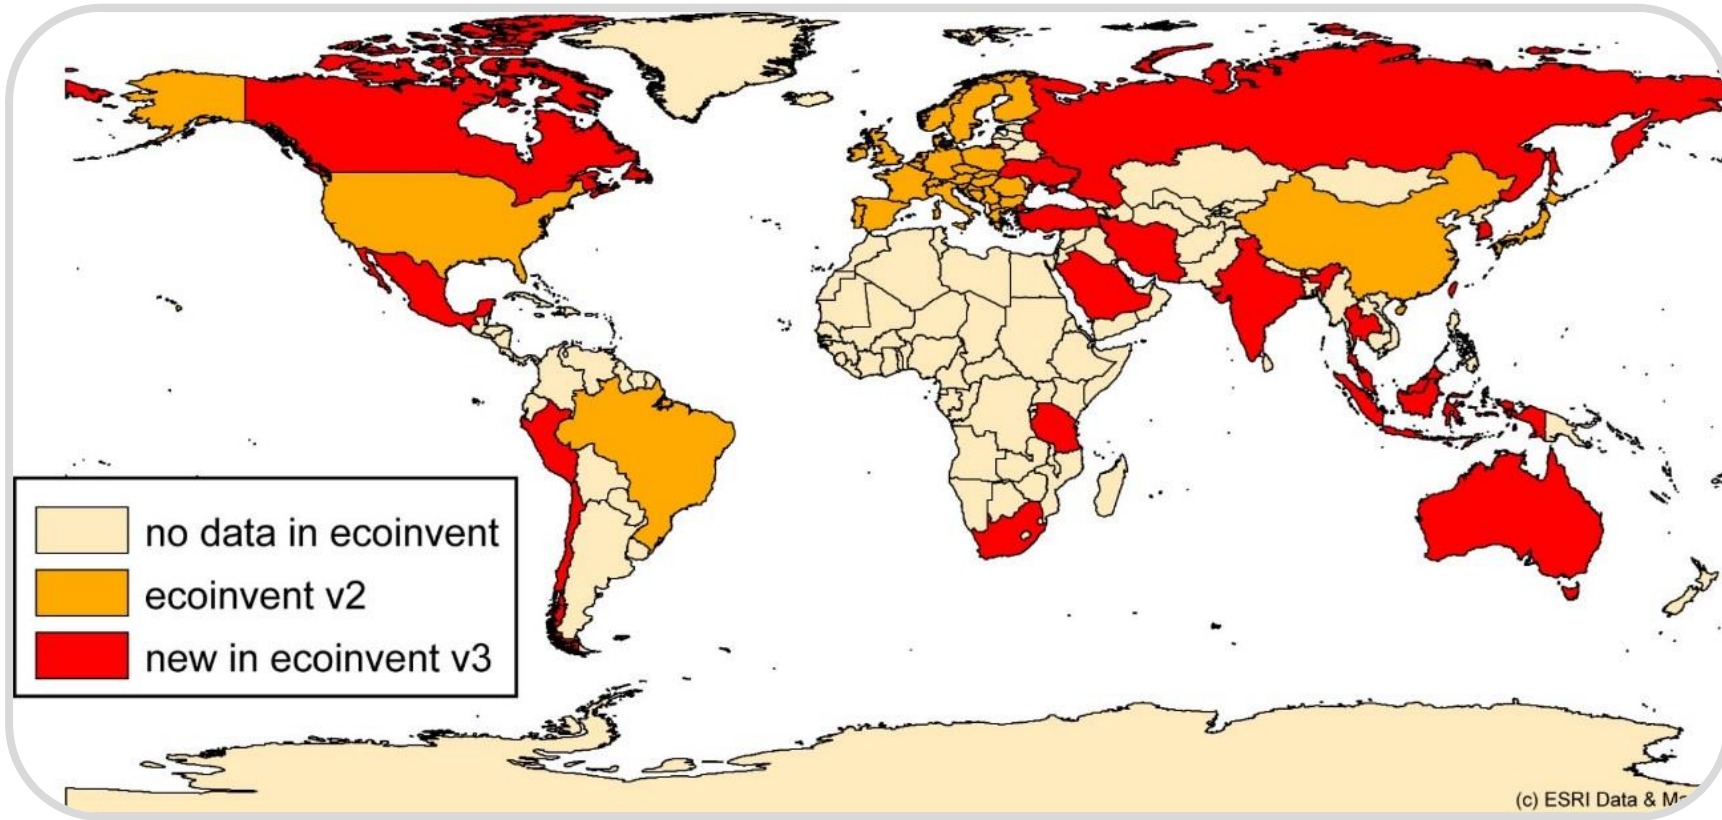 no data in ecoinvent
ecoinvent v2
new in ecoinvent v3
(c) ESRI Data &